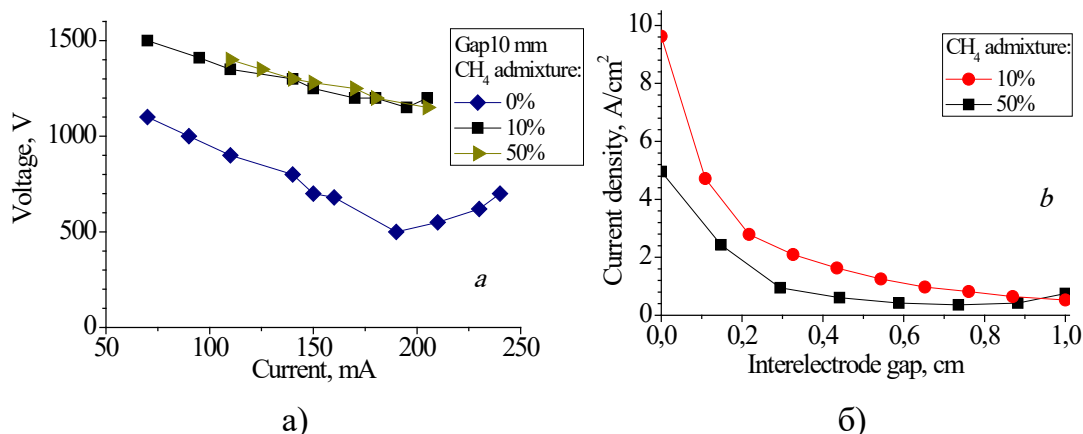 1500
1000
500
0
50
100
150
200
250
Voltage, V
Current, mA
Gap10 mm
CH₄ admixture:
0%
10%
50%
a
а)
10
8
6
4
2
0
0,0
0,2
0,4
0,6
0,8
1,0
Current density, A/cm²
Interelectrode gap, cm
CH₄ admixture:
10%
50%
b
б)